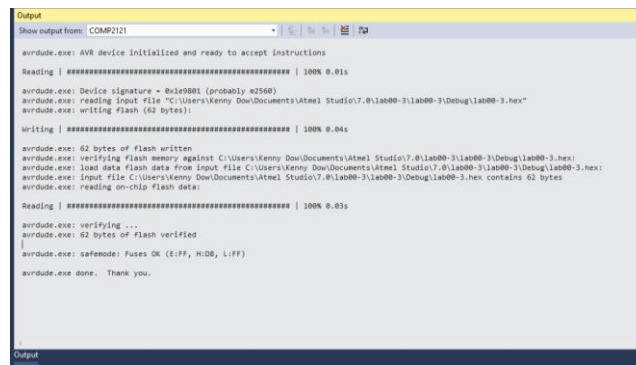 Output
Show output from: COMP2121
avrdude.exe: AVR device initialized and ready to accept instructions
Reading | ################################################## | 100% 0.01s
avrdude.exe: Device signature = 0x1e9801 (probably m2560)
avrdude.exe: reading input file "C:\Users\Kenny Dow\Documents\Atmel Studio\7.0\lab00-3\lab00-3\Debug\lab00-3.hex"
avrdude.exe: writing flash (62 bytes):
Writing | ################################################## | 100% 0.04s
avrdude.exe: 62 bytes of flash written
avrdude.exe: verifying flash memory against C:\Users\Kenny Dow\Documents\Atmel Studio\7.0\lab00-3\lab00-3\Debug\lab00-3.hex:
avrdude.exe: load data flash data from input file C:\Users\Kenny Dow\Documents\Atmel Studio\7.0\lab00-3\lab00-3\Debug\lab00-3.hex:
avrdude.exe: input file C:\Users\Kenny Dow\Documents\Atmel Studio\7.0\lab00-3\lab00-3\Debug\lab00-3.hex contains 62 bytes
avrdude.exe: reading on-chip flash data:
Reading | ################################################## | 100% 0.03s
avrdude.exe: verifying ...
avrdude.exe: 62 bytes of flash verified
avrdude.exe: safemode: Fuses OK (E:FF, H:D8, L:FF)
avrdude.exe done.  Thank you.
Output